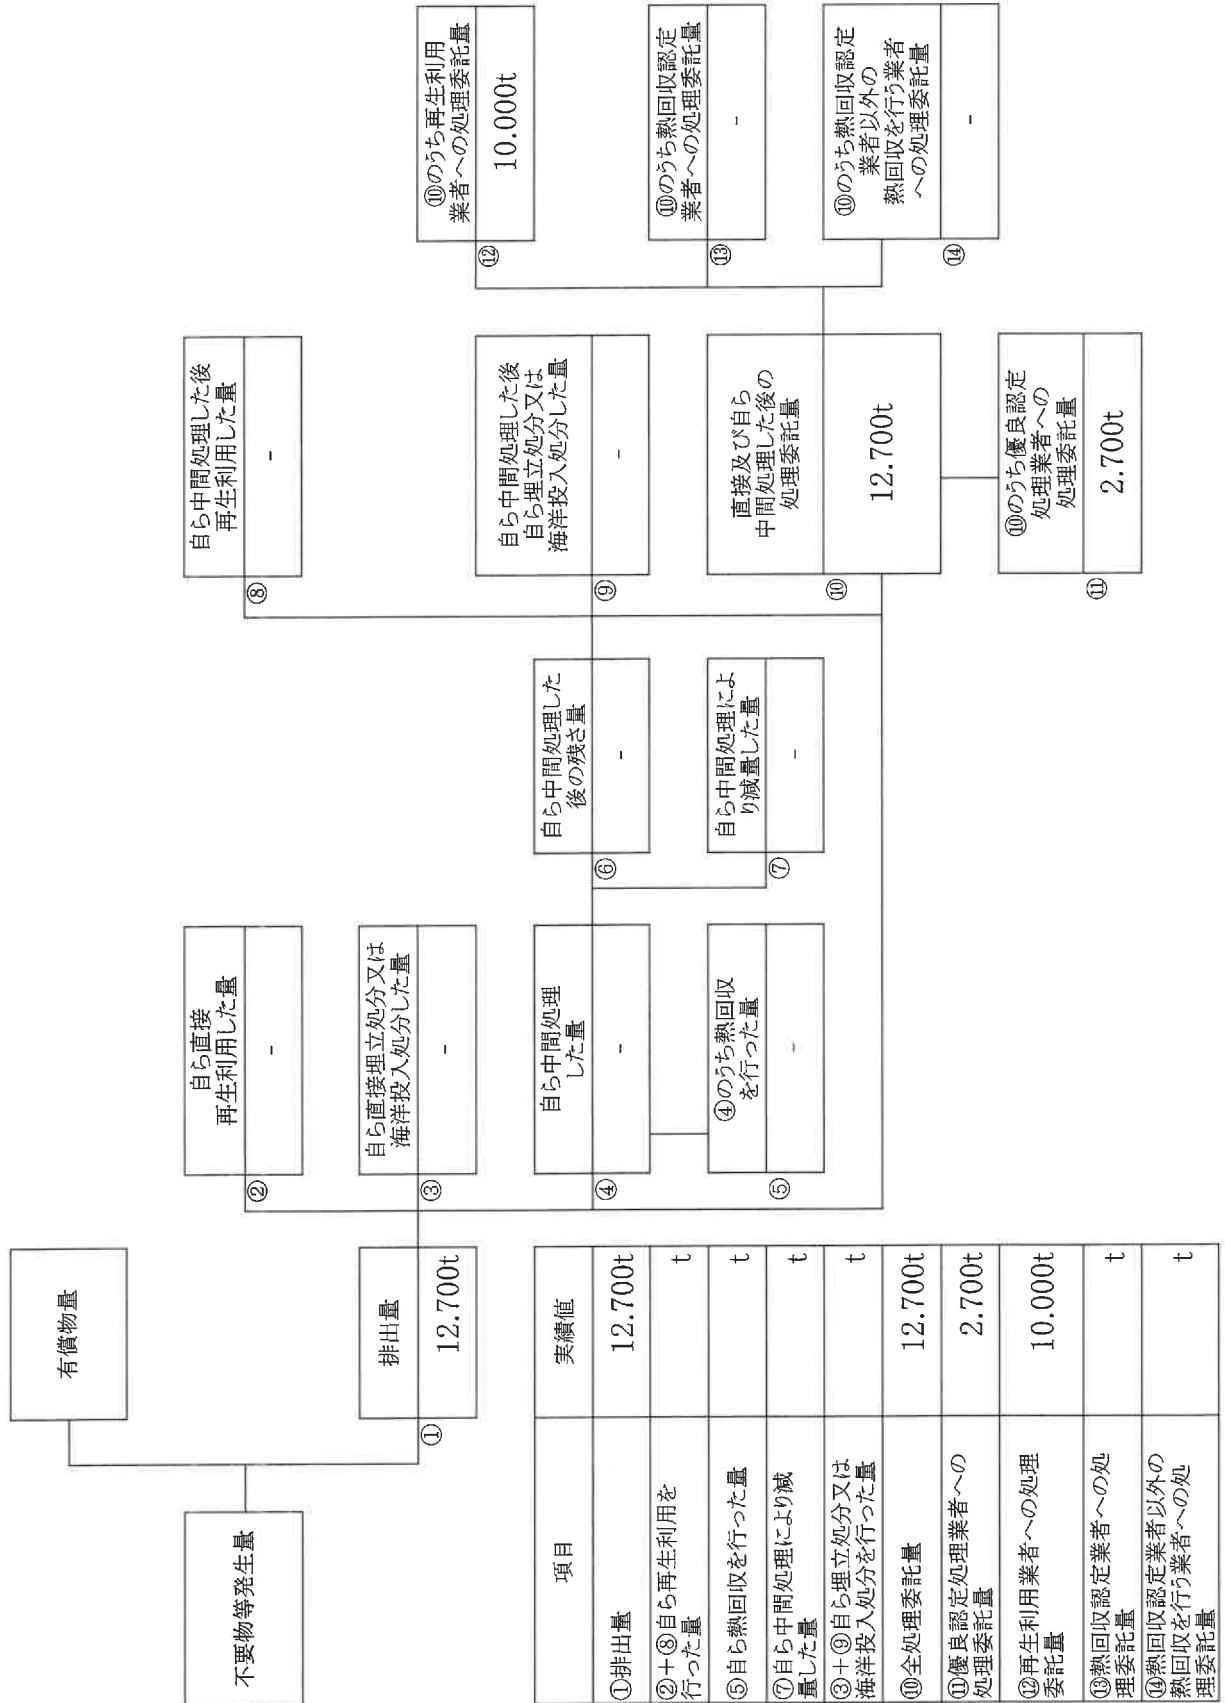 不要物等発生量
有償物量
①
排出量
12.700t
②
自ら直接
再生利用した量
-
③
自ら直接埋立処分又は
海洋投入処分した量
-
④
自ら中間処理
した量
-
⑤
④のうち熱回収
を行った量
-
⑥
自ら中間処理した
後の残さ量
-
⑦
自ら中間処理によ
り減量した量
-
⑧
自ら中間処理した後
再生利用した量
-
⑨
自ら中間処理した後
自ら埋立処分又は
海洋投入処分した量
-
⑩
直接及び自ら
中間処理した後の
処理委託量
12.700t
⑪
⑩のうち優良認定
処理業者への
処理委託量
2.700t
⑫
⑩のうち再生利用
業者への処理委託量
10.000t
⑬
⑩のうち熱回収認定
業者への処理委託量
-
⑭
⑩のうち熱回収認定
業者以外の
熱回収を行う業者
への処理委託量
-
項目 実績値
①排出量 12.700t
②+⑧自ら再生利用を
行った量 t
⑤自ら熱回収を行った量 t
⑦自ら中間処理により減
量した量 t
③+⑨自ら埋立処分又は
海洋投入処分を行った量 t
⑩全処理委託量 12.700t
⑪優良認定処理業者への
処理委託量 2.700t
⑫再生利用業者への処理
委託量 10.000t
⑬熱回収認定業者への処
理委託量 t
⑭熱回収認定業者以外の
熱回収を行う業者への処
理委託量 t